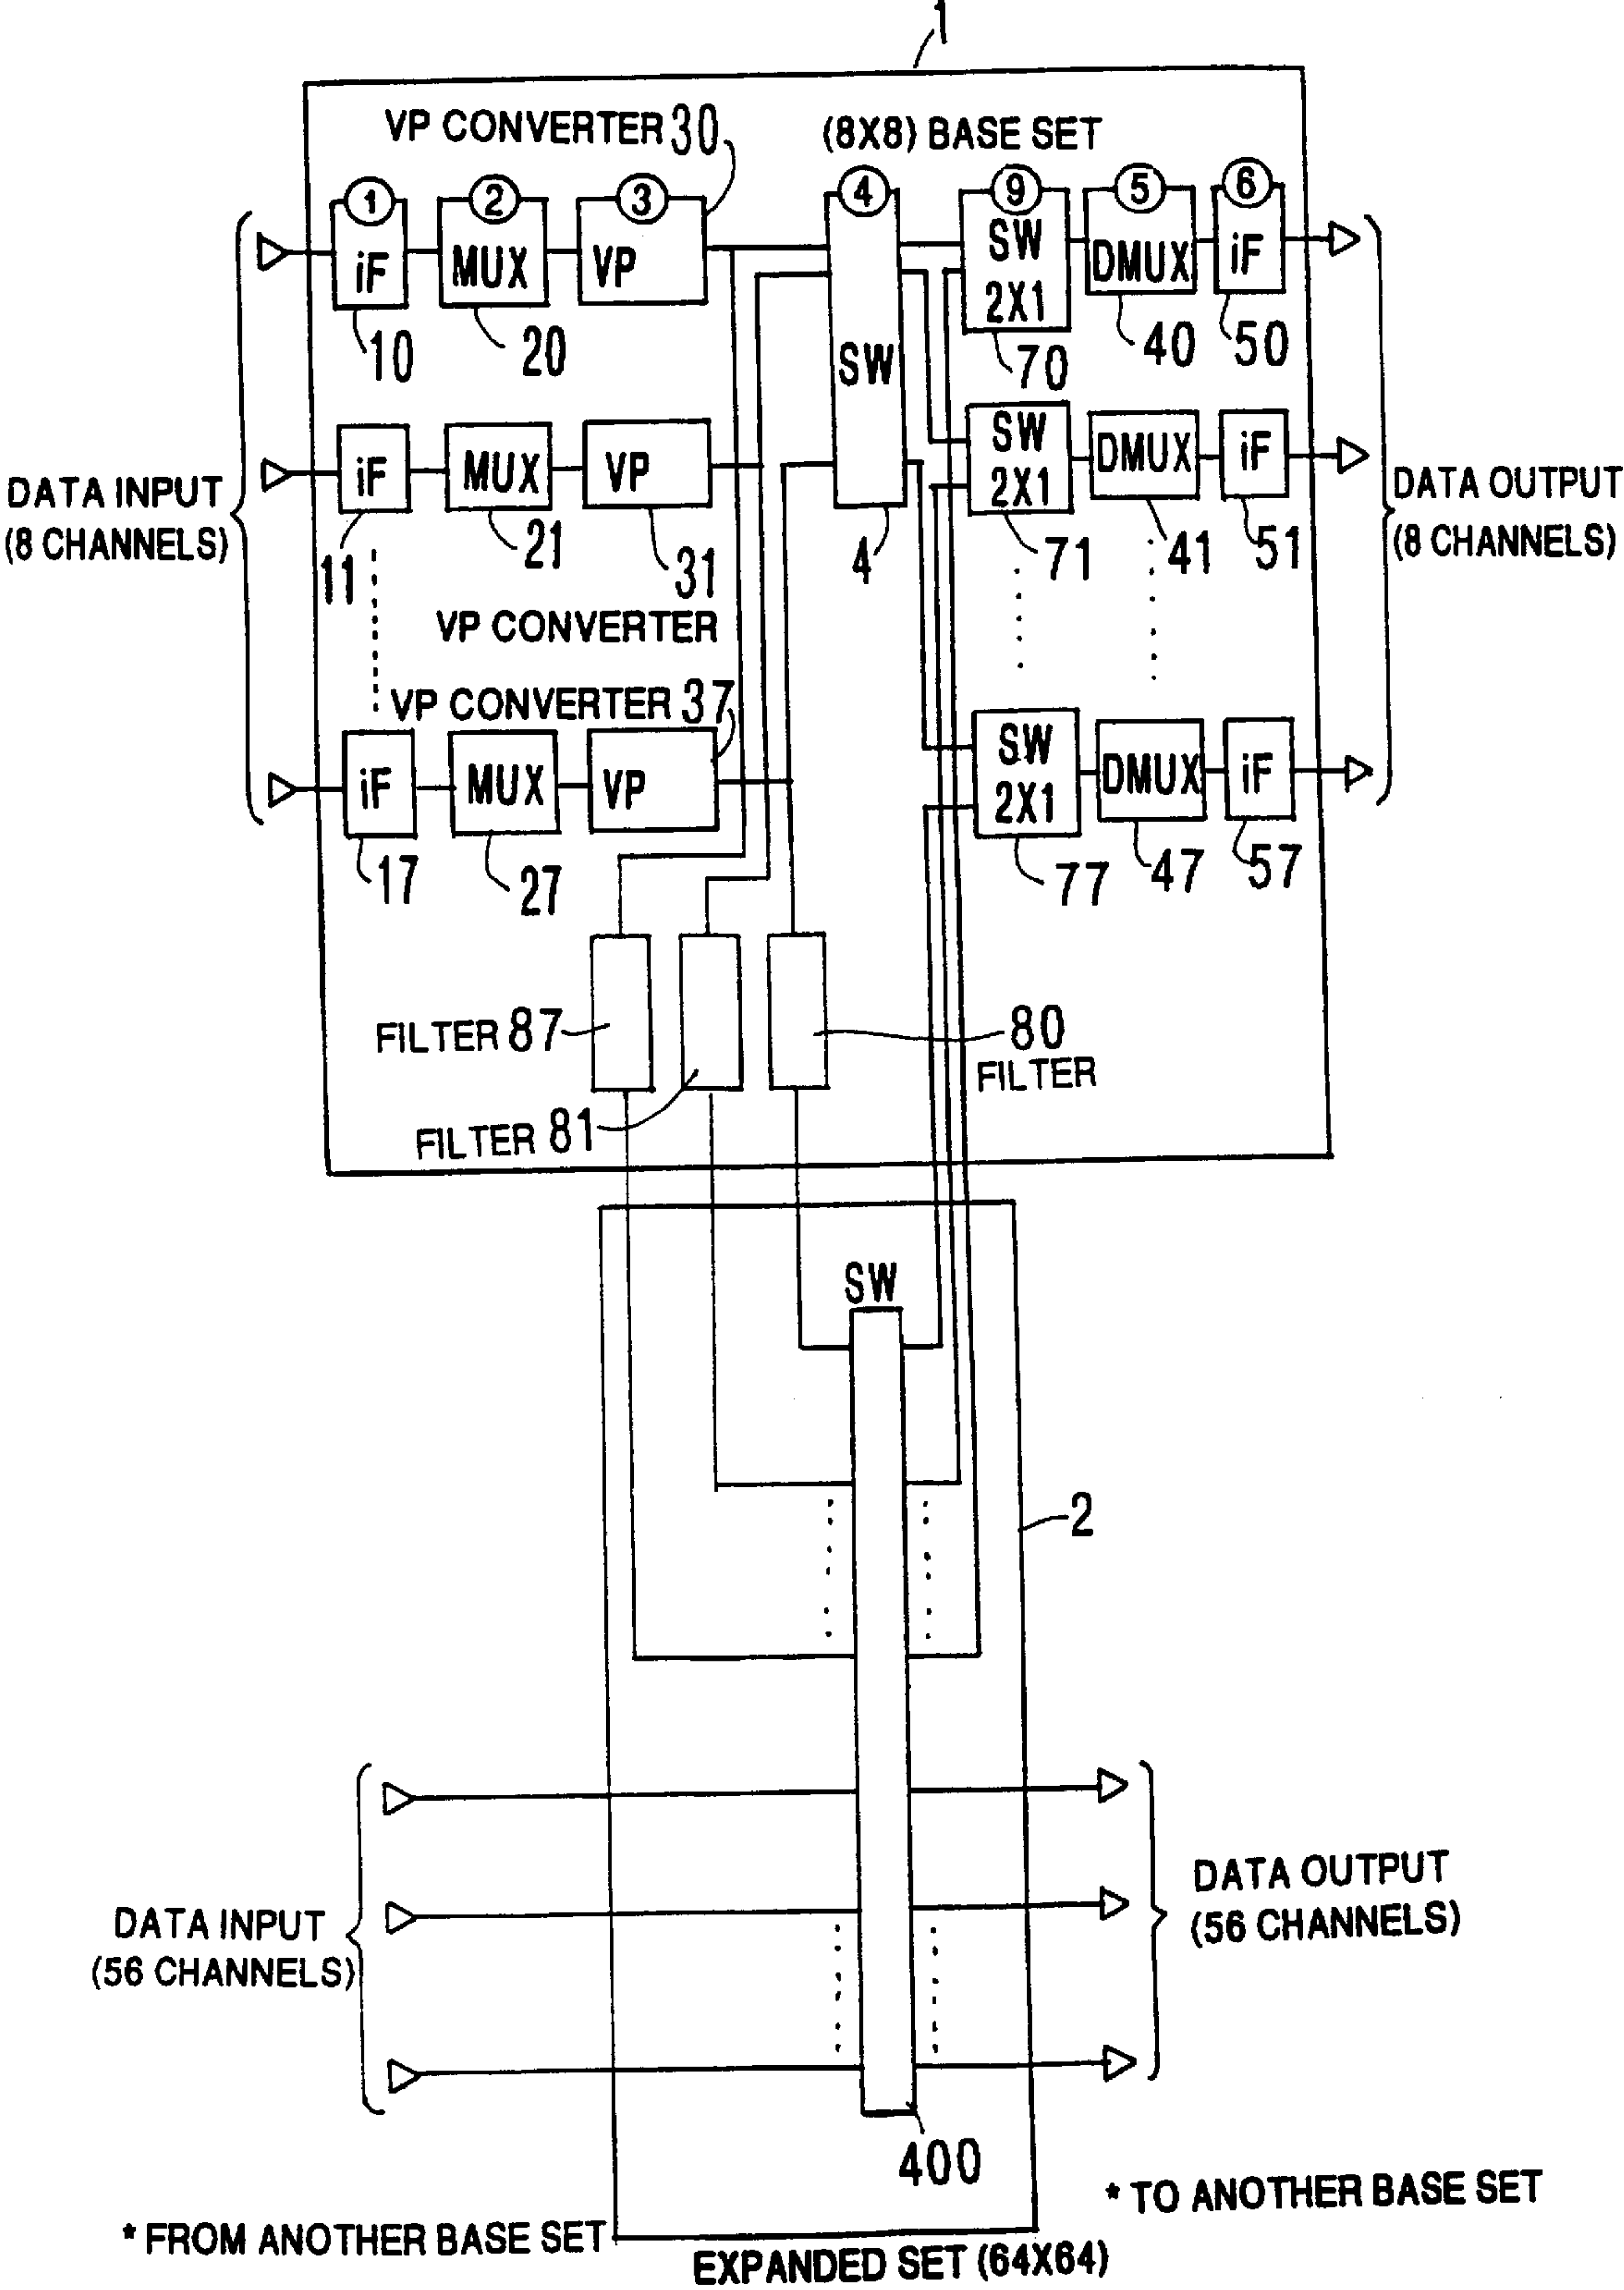 1
VP CONVERTER 30
(8X8) BASE SET
① ② ③ ④ ⑨ ⑤ ⑥
iF MUX VP SW SW 2X1 DMUX iF
10 20 4 70 40 50
iF MUX VP SW 2X1 DMUX iF
11 21 31 71 41 51
DATA INPUT
(8 CHANNELS)
DATA OUTPUT
(8 CHANNELS)
VP CONVERTER
VP CONVERTER 37
iF MUX VP SW 2X1 DMUX iF
17 27 77 47 57
FILTER 87
80
FILTER
FILTER 81
SW
2
DATA INPUT
(56 CHANNELS)
DATA OUTPUT
(56 CHANNELS)
400
* TO ANOTHER BASE SET
* FROM ANOTHER BASE SET
EXPANDED SET (64X64)